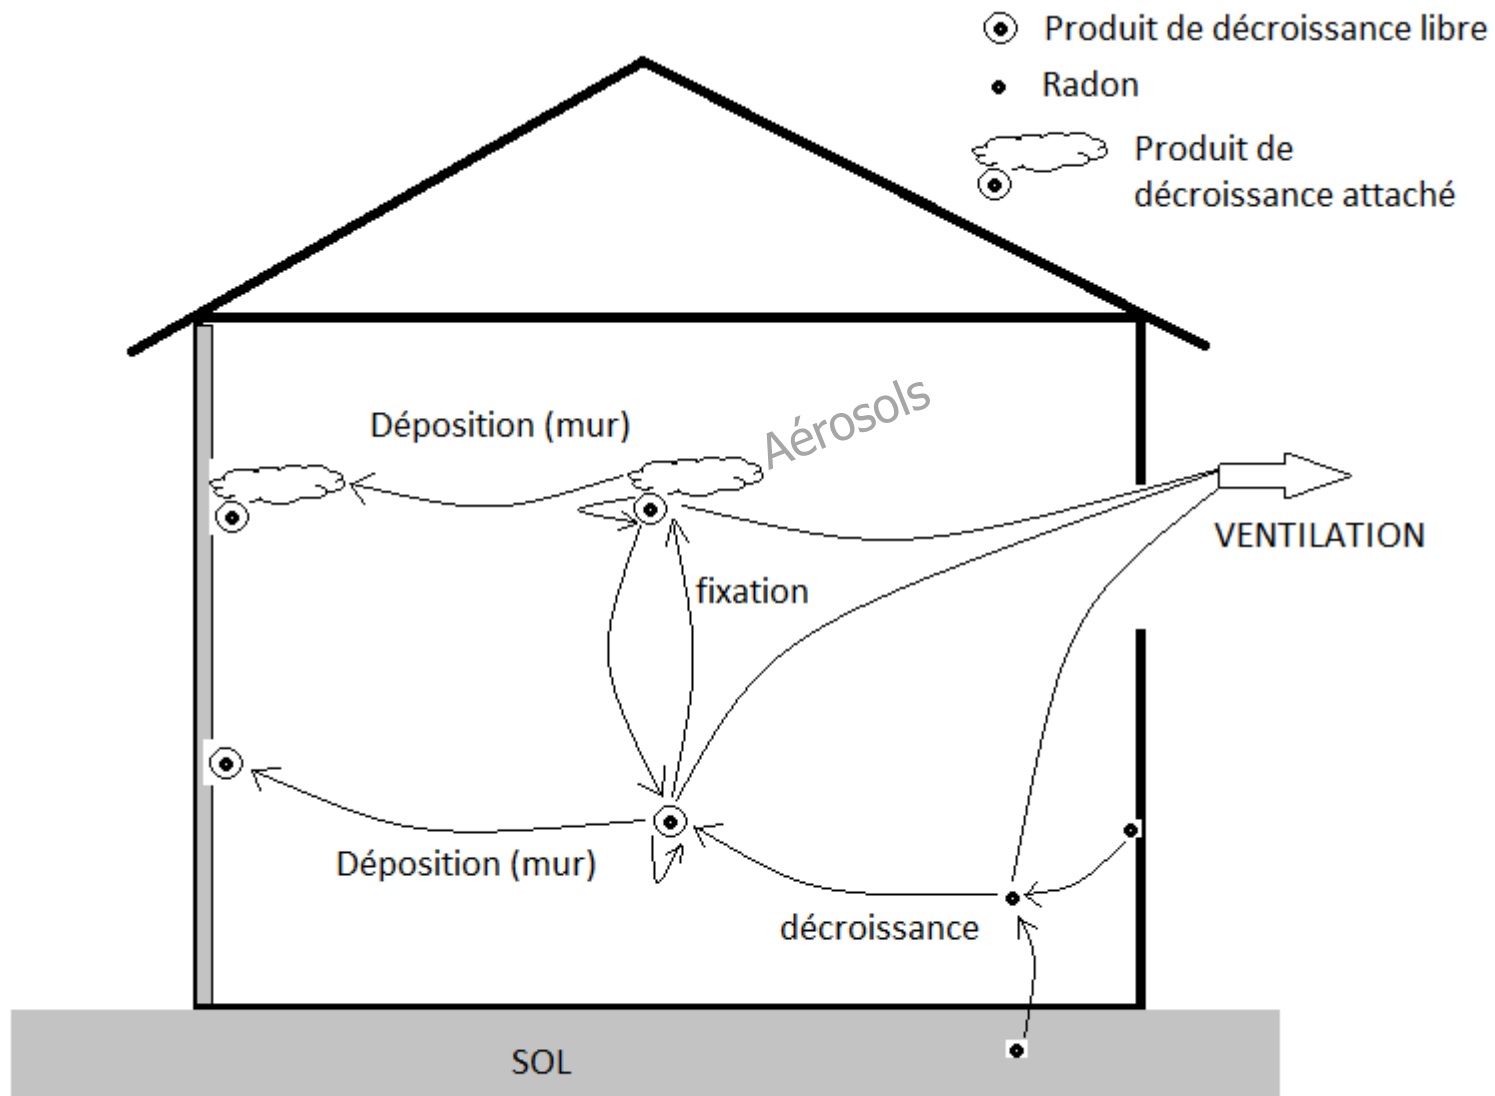 Produit de décroissance libre
Radon
Produit de
décroissance attaché
Aérosols
Déposition (mur)
VENTILATION
fixation
Déposition (mur)
décroissance
SOL